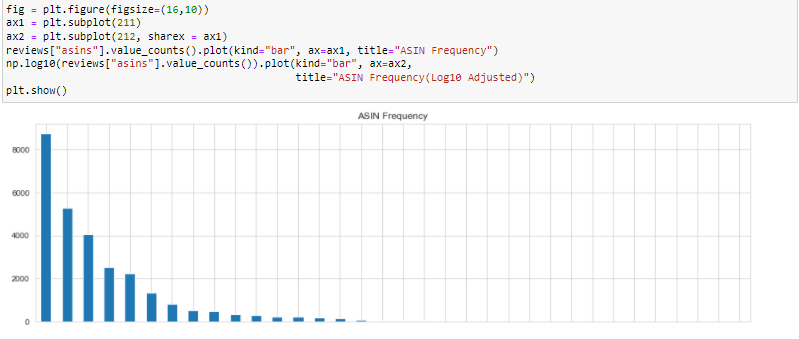 fig = plt.figure(figsize=(16,10))
ax1 = plt.subplot(211)
ax2 = plt.subplot(212, sharex = ax1)
reviews["asins"].value_counts().plot(kind="bar", ax=ax1, title="ASIN Frequency")
np.log10(reviews["asins"].value_counts()).plot(kind="bar", ax=ax2,
title="ASIN Frequency(Log10 Adjusted)")
plt.show()
ASIN Frequency
8000
6000
4000
2000
0